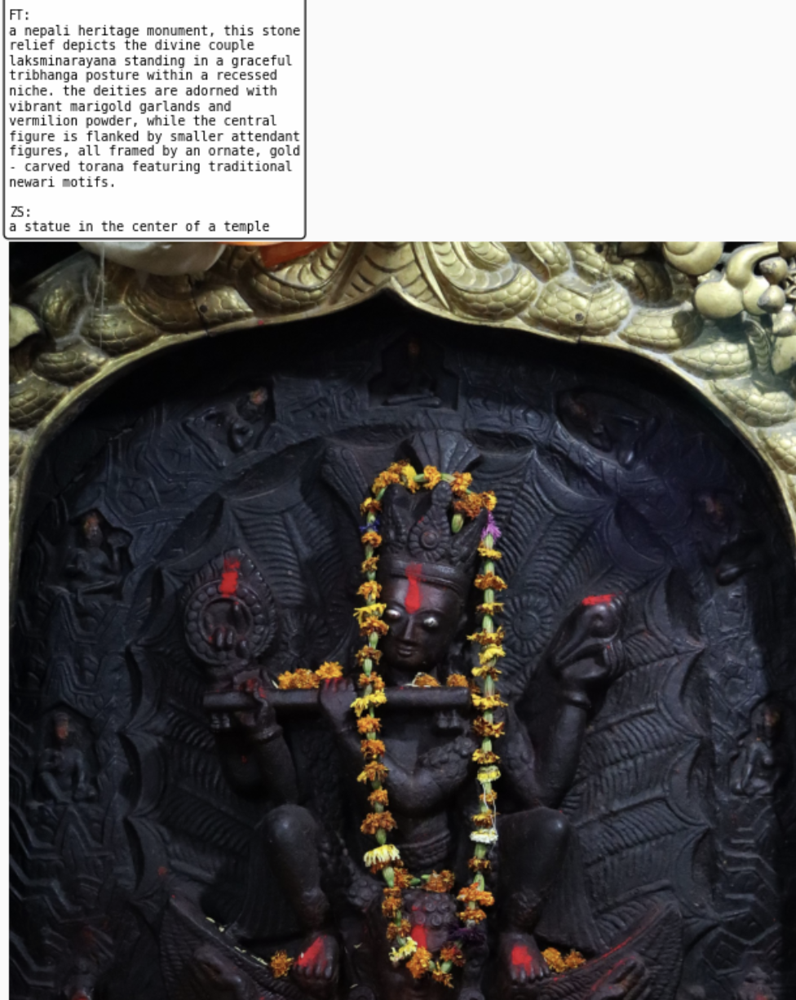 FT:
a nepali heritage monument, this stone
relief depicts the divine couple
laksminarayana standing in a graceful
tribhanga posture within a recessed
niche. the deities are adorned with
vibrant marigold garlands and
vermilion powder, while the central
figure is flanked by smaller attendant
figures, all framed by an ornate, gold
- carved torana featuring traditional
newari motifs.
ZS:
a statue in the center of a temple